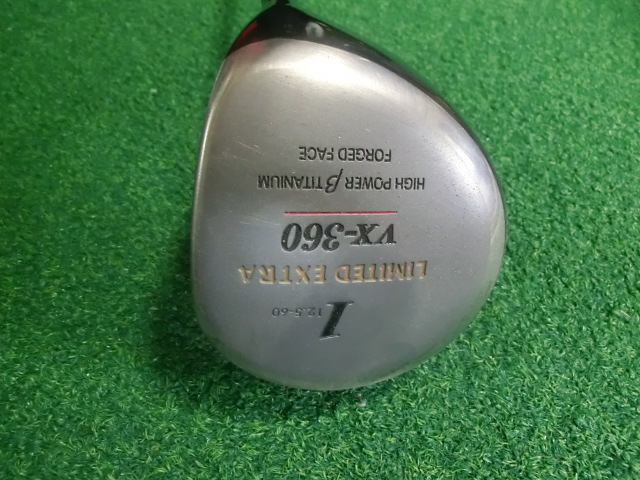 1 12.5-60
LIMITED EXTRA
VX-360
HIGH POWER β TITANIUM
FORGED FACE